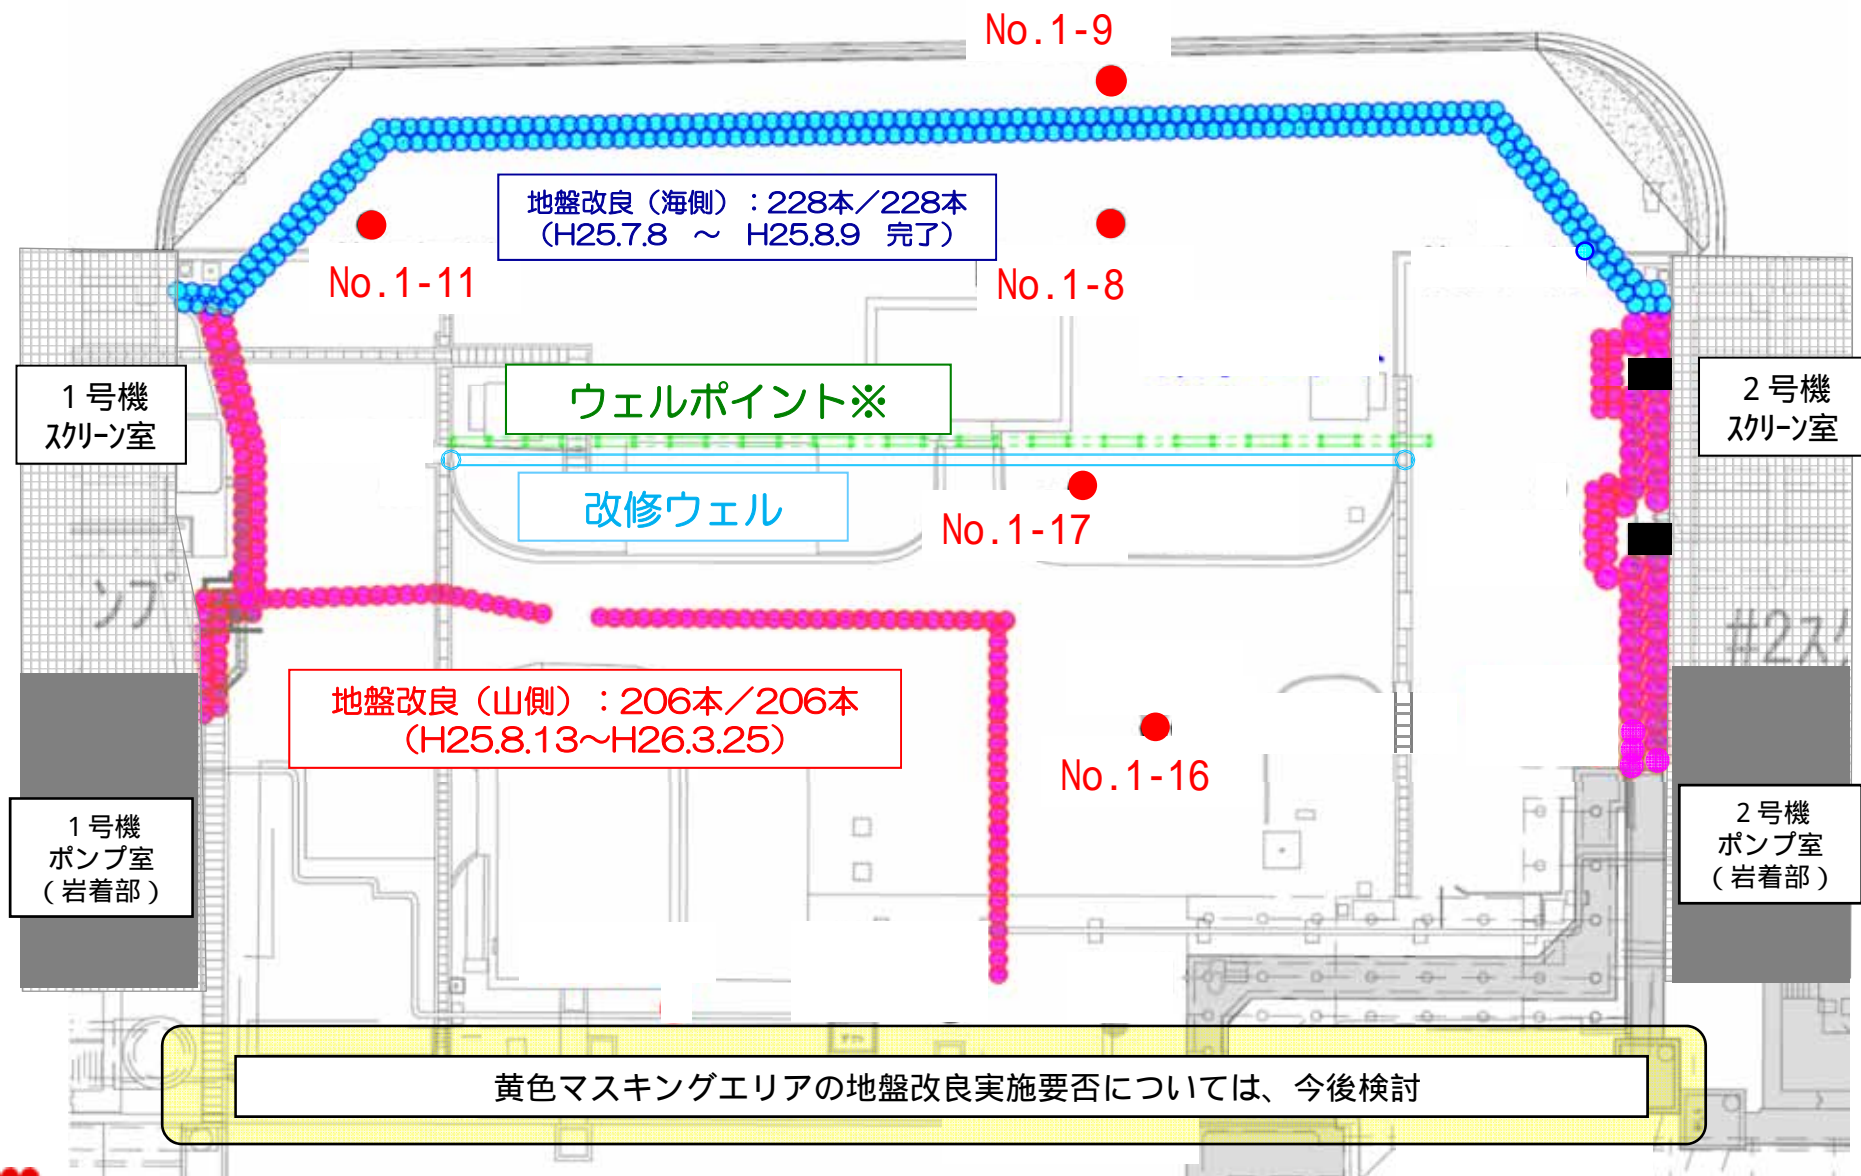 No.1-9
地盤改良（海側）：228本／228本
（H25.7.8　～　H25.8.9　完了）
No.1-11
No.1-8
１号機
スクリーン室
ウェルポイント※
２号機
スクリーン室
改修ウェル
No.1-17
ンプ
#2ス
地盤改良（山側）：206本／206本
（H25.8.13～H26.3.25）
No.1-16
１号機
ポンプ室
（岩着部）
２号機
ポンプ室
（岩着部）
黄色マスキングエリアの地盤改良実施要否については、今後検討